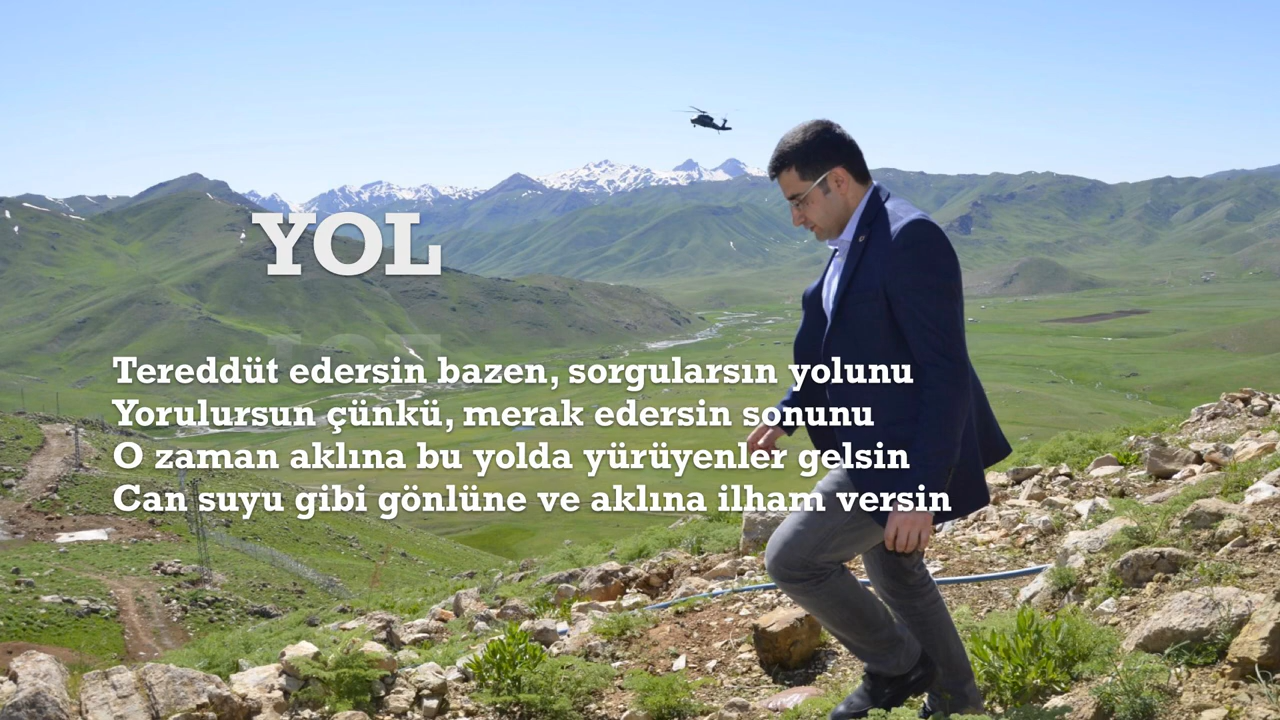 YOL
Tereddüt edersin bazen, sorgularsın yolunu
Yorulursun çünkü, merak edersin sonunu
O zaman aklına bu yolda yürüyenler gelsin
Can suyu gibi gönlüne ve aklına ilham versin